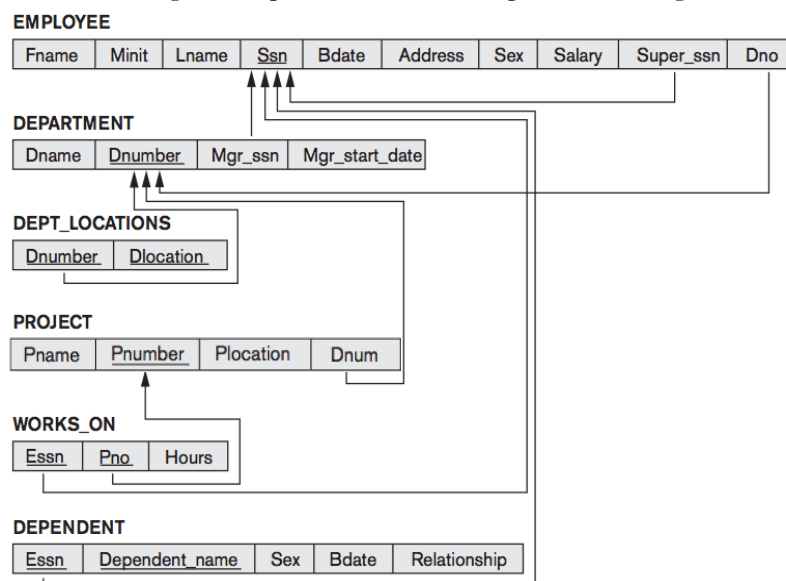 EMPLOYEE
Fname Minit Lname Ssn Bdate Address Sex Salary Super_ssn Dno
DEPARTMENT
Dname Dnumber Mgr_ssn Mgr_start_date
DEPT_LOCATIONS
Dnumber Dlocation
PROJECT
Pname Pnumber Plocation Dnum
WORKS_ON
Essn Pno Hours
DEPENDENT
Essn Dependent_name Sex Bdate Relationship